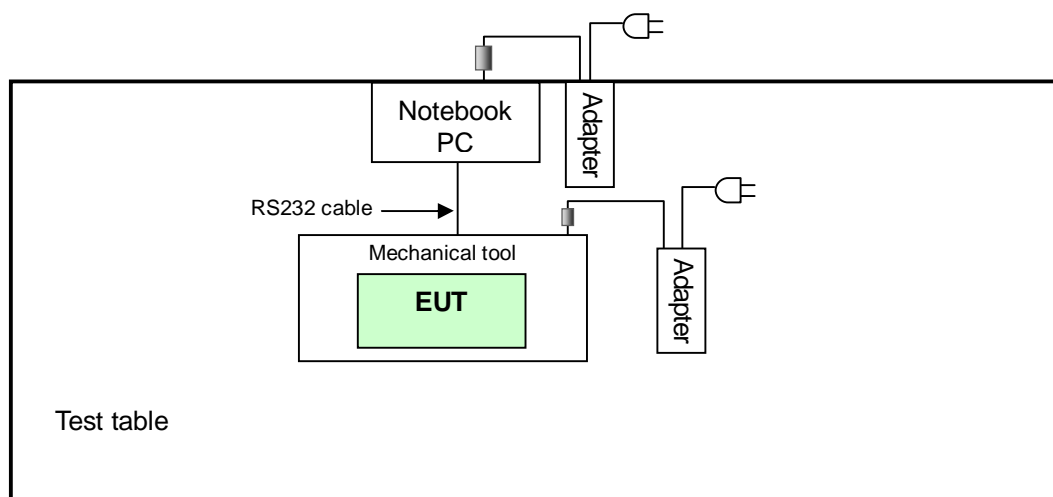 Notebook
PC
Adapter
RS232 cable
Mechanical tool
EUT
Adapter
Test table